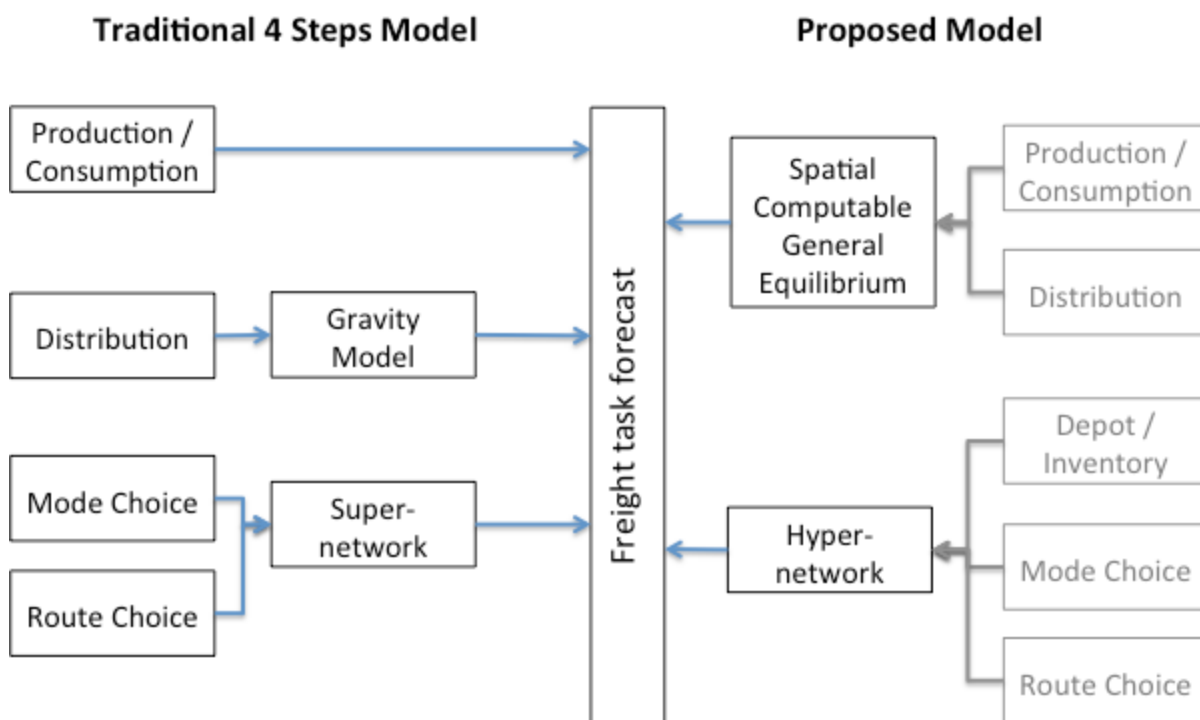 Traditional 4 Steps Model
Proposed Model
Production /
Consumption
Distribution
Gravity
Model
Mode Choice
Route Choice
Super-
network
Freight task forecast
Spatial
Computable
General
Equilibrium
Production /
Consumption
Distribution
Hyper-
network
Depot /
Inventory
Mode Choice
Route Choice